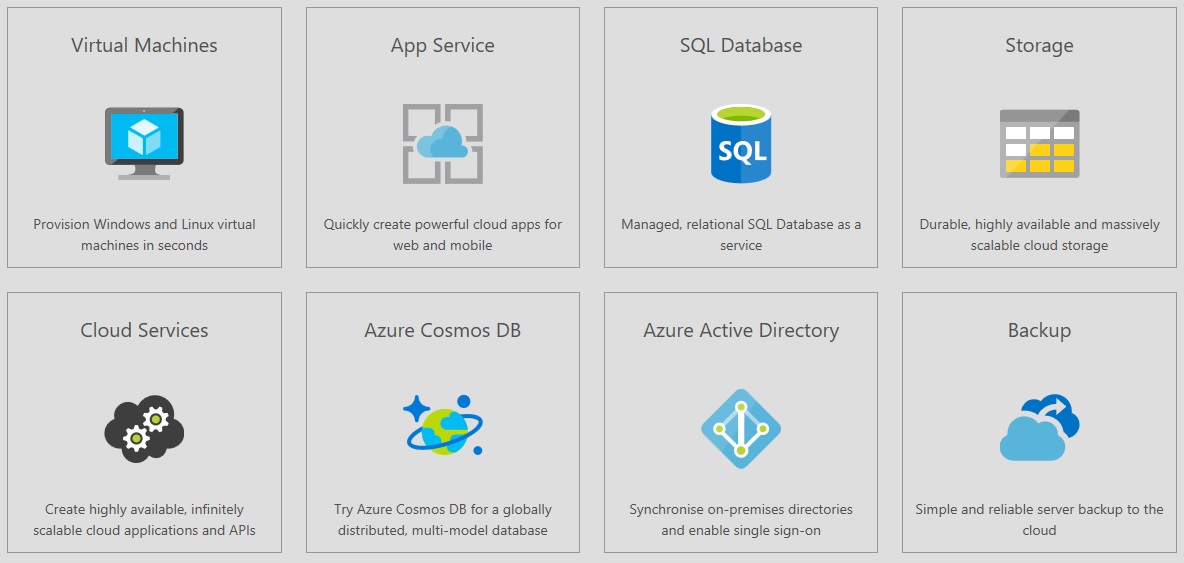 Virtual Machines
Provision Windows and Linux virtual
machines in seconds
App Service
Quickly create powerful cloud apps for
web and mobile
SQL Database
SQL
Managed, relational SQL Database as a
service
Storage
Durable, highly available and massively
scalable cloud storage
Cloud Services
Create highly available, infinitely
scalable cloud applications and APIs
Azure Cosmos DB
Try Azure Cosmos DB for a globally
distributed, multi-model database
Azure Active Directory
Synchronise on-premises directories
and enable single sign-on
Backup
Simple and reliable server backup to the
cloud